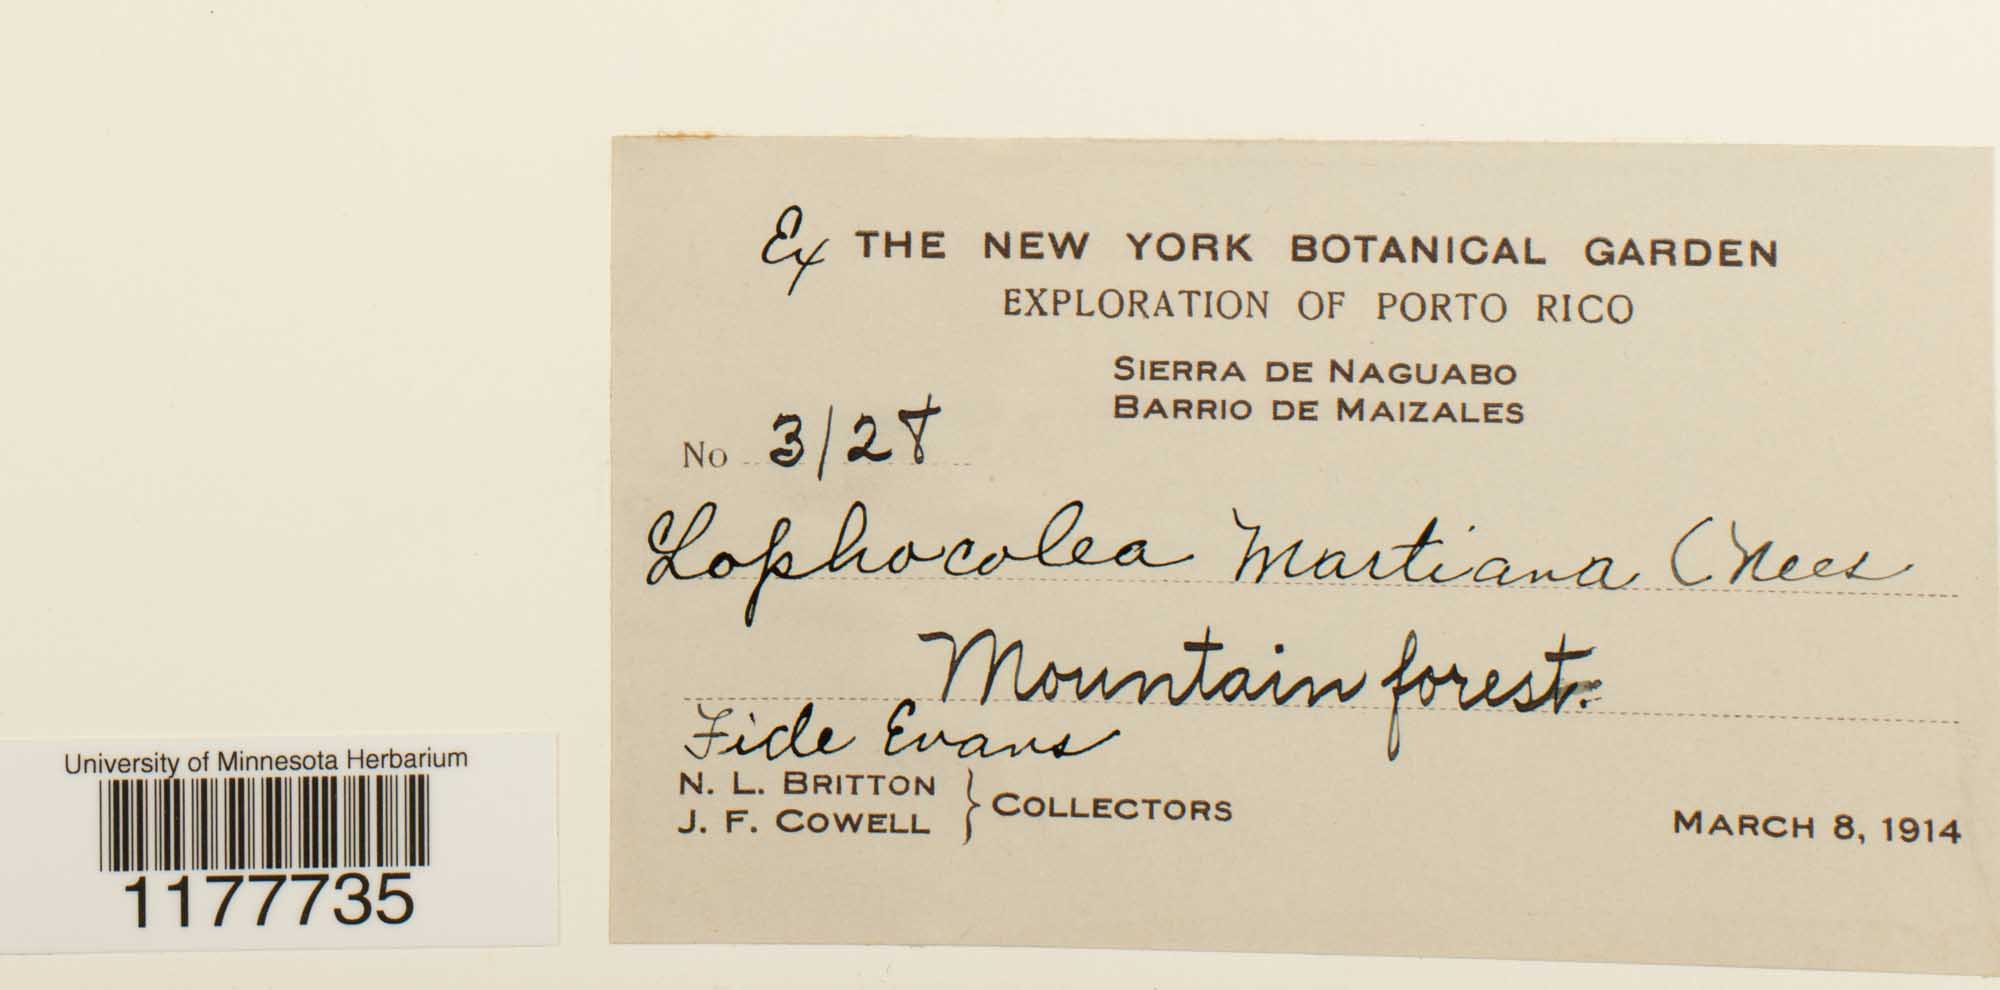 Ex THE NEW YORK BOTANICAL GARDEN
EXPLORATION OF PORTO RICO
SIERRA DE NAGUABO
BARRIO DE MAIZALES
No 3128
Lophocolea Martiana (Nees
Mountain forest.
Fide Evans
N. L. BRITTON
J. F. COWELL } COLLECTORS
MARCH 8, 1914
University of Minnesota Herbarium
1177735